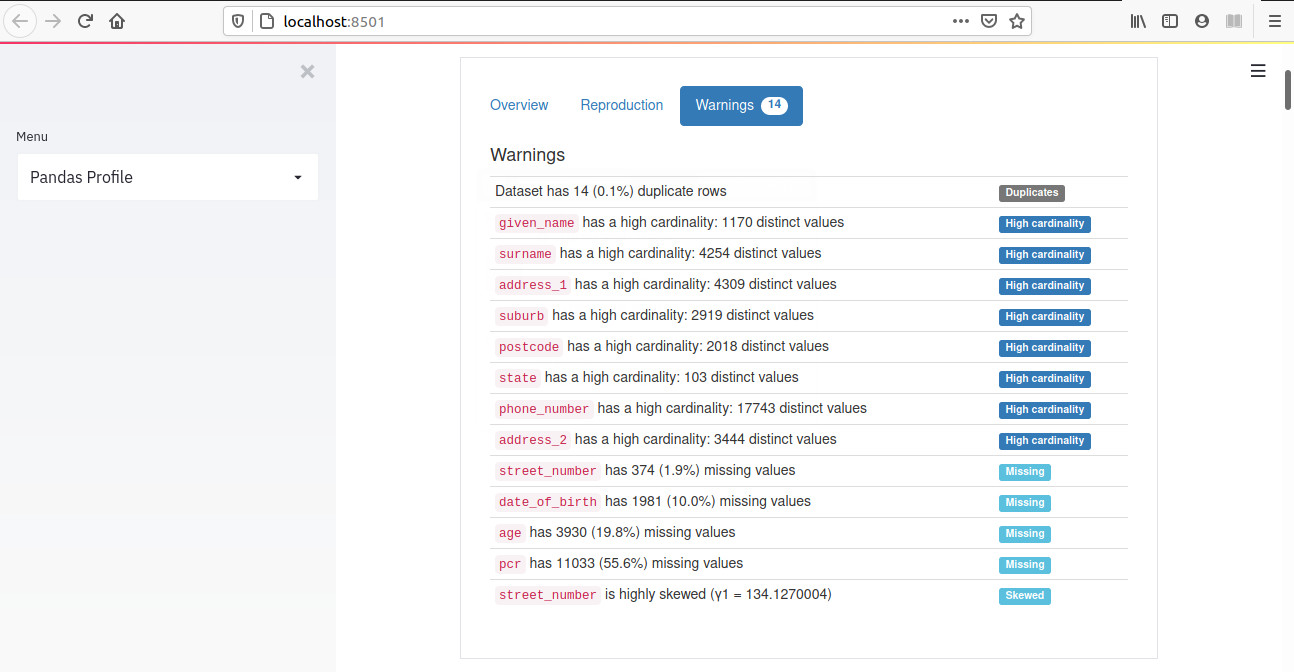 localhost:8501
Menu
Pandas Profile
Overview Reproduction Warnings 14
Warnings
Dataset has 14 (0.1%) duplicate rows Duplicates
given_name has a high cardinality: 1170 distinct values High cardinality
surname has a high cardinality: 4254 distinct values High cardinality
address_1 has a high cardinality: 4309 distinct values High cardinality
suburb has a high cardinality: 2919 distinct values High cardinality
postcode has a high cardinality: 2018 distinct values High cardinality
state has a high cardinality: 103 distinct values High cardinality
phone_number has a high cardinality: 17743 distinct values High cardinality
address_2 has a high cardinality: 3444 distinct values High cardinality
street_number has 374 (1.9%) missing values Missing
date_of_birth has 1981 (10.0%) missing values Missing
age has 3930 (19.8%) missing values Missing
pcr has 11033 (55.6%) missing values Missing
street_number is highly skewed (γ1 = 134.1270004) Skewed